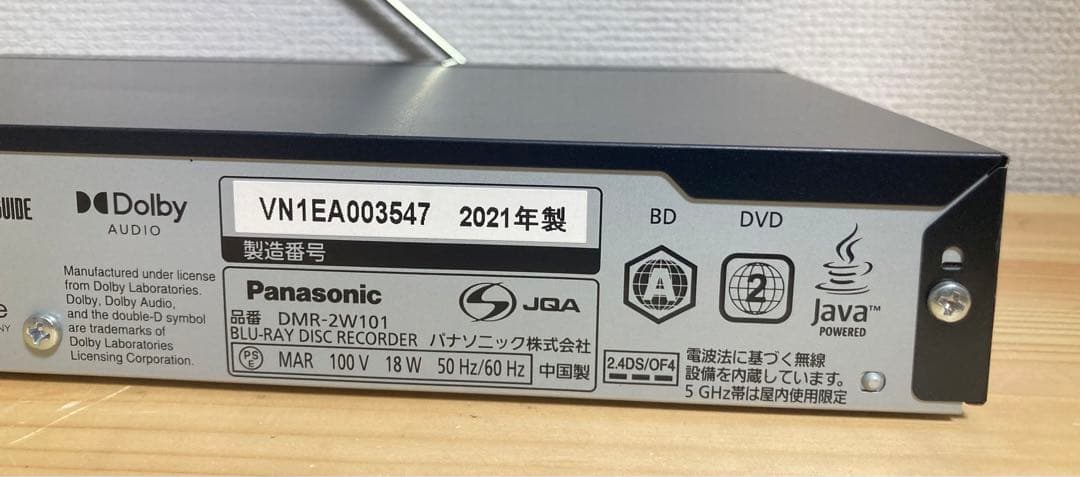 GUIDE
Dolby
AUDIO
Manufactured under license
from Dolby Laboratories.
Dolby, Dolby Audio,
and the double-D symbol
are trademarks of
Dolby Laboratories
Licensing Corporation.
VN1EA003547 2021年製
製造番号
Panasonic
JQA
品番 DMR-2W101
BLU-RAY DISC RECORDER パナソニック株式会社
PSE MAR 100 V 18 W 50 Hz/60 Hz 中国製
BD
A
DVD
2
Java™
POWERED
2.4DS/OF4
電波法に基づく無線
設備を内蔵しています。
5 GHz帯は屋内使用限定